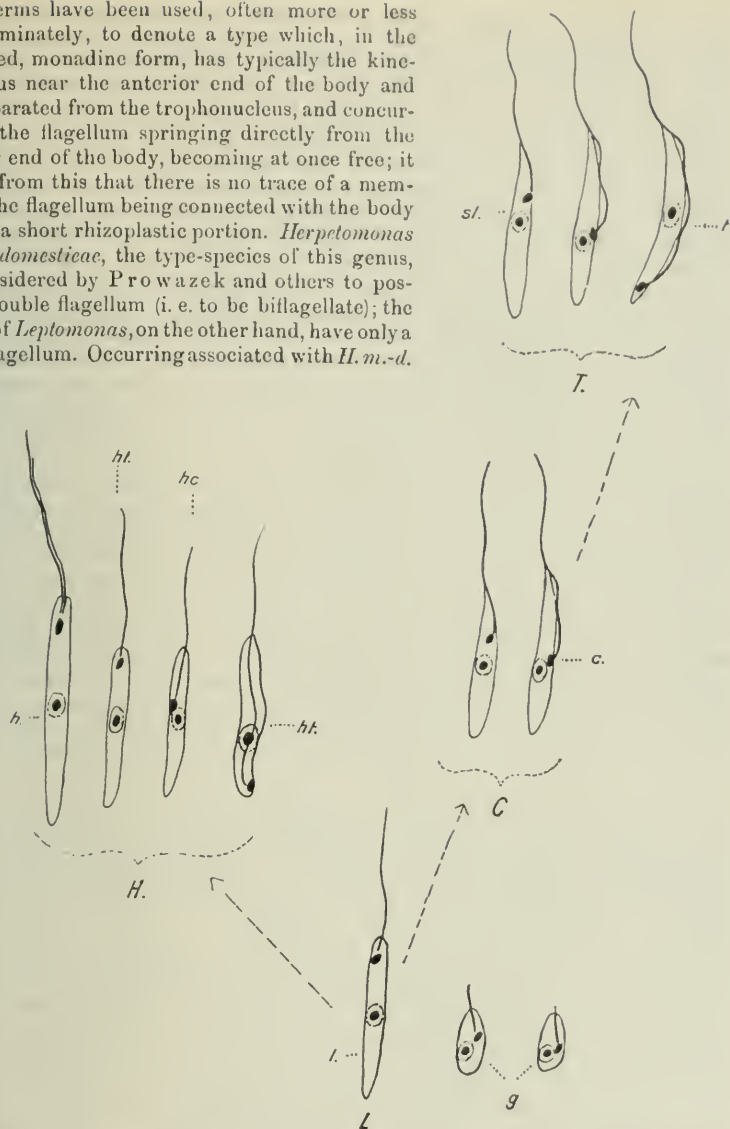 erms have been used, often more or less
minately, to denote a type which, in the
ed, monadine form, has typically the kine-
us near the anterior end of the body and
parated from the trophonucleus, and concur-
the flagellum springing directly from the
end of the body, becoming at once free; it
from this that there is no trace of a mem-
he flagellum being connected with the body
a short rhizoplastic portion. Herpetomonas
domesticae, the type-species of this genus,
sidered by Prowazek and others to pos-
ouble flagellum (i. e. to be biflagellate); the
of Leptomonas, on the other hand, have only a
agellum. Occurring associated with H. m.-d.
sl.
t
T.
hl.
hc
h
ht.
c.
C
H.
l.
L
g